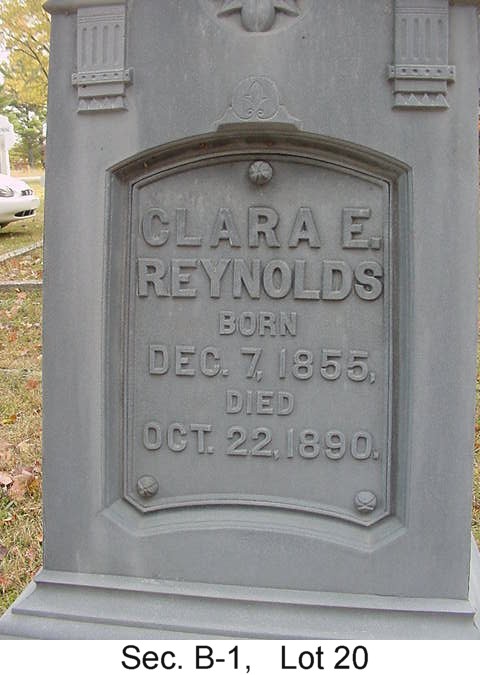 CLARA E.
REYNOLDS
BORN
DEC. 7, 1855,
DIED
OCT. 22, 1890.
Sec. B-1, Lot 20